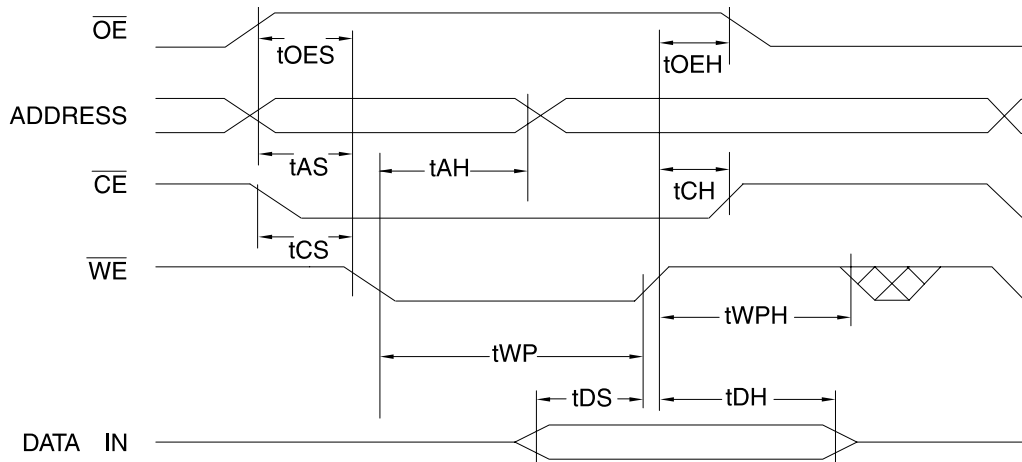 OE
tOES
tOEH
ADDRESS
tAS
tAH
CE
tCH
tCS
WE
tWPH
tWP
tDS
tDH
DATA IN